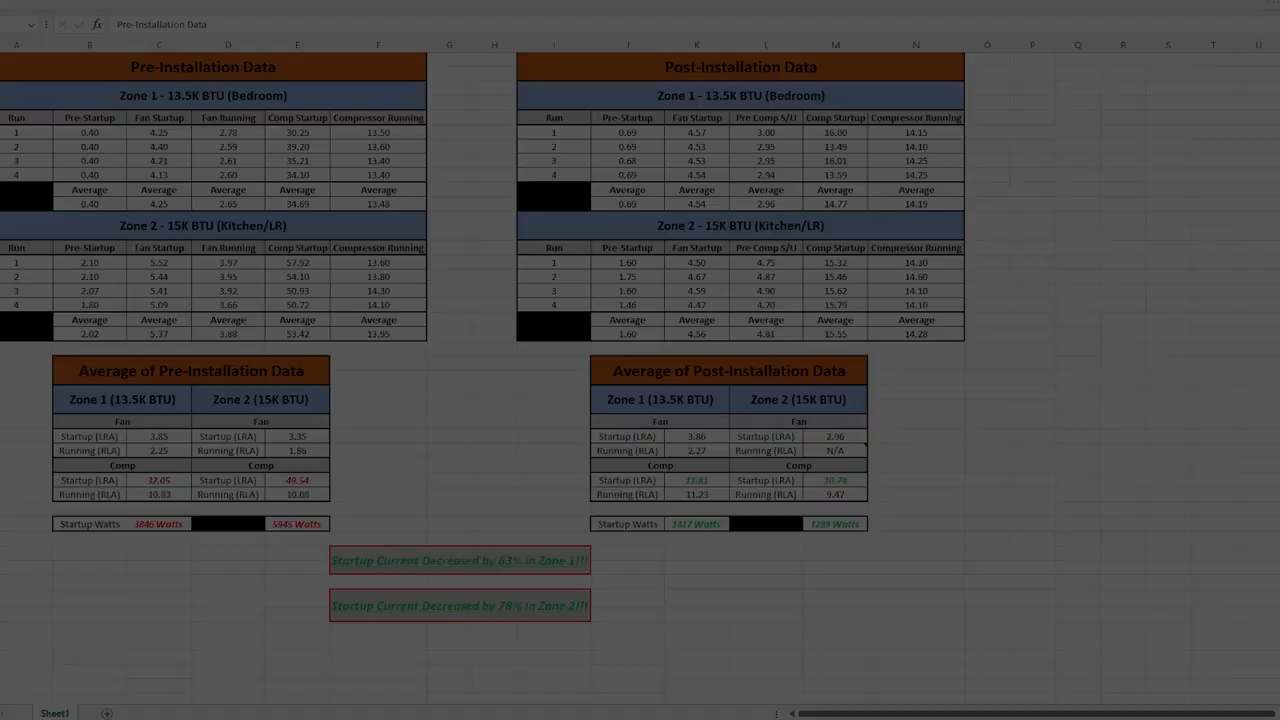 Pre-Installation Data
A B C D E F G H I J K L M N O P Q R S T U
Pre-Installation Data
Zone 1 - 13.5K BTU (Bedroom)
Run Pre-Startup Fan Startup Fan Running Comp Startup Compressor Running
1 0.40 4.25 2.78 30.25 13.50
2 0.40 4.40 2.59 39.20 13.60
3 0.40 4.21 2.61 35.21 13.40
4 0.40 4.13 2.60 34.10 13.40
Average Average Average Average Average
0.40 4.25 2.65 34.69 13.48
Zone 2 - 15K BTU (Kitchen/LR)
Run Pre-Startup Fan Startup Fan Running Comp Startup Compressor Running
1 2.10 5.52 3.97 57.92 13.60
2 2.10 5.44 3.95 54.10 13.80
3 2.07 5.41 3.92 50.93 14.30
4 1.80 5.09 3.66 50.72 14.10
Average Average Average Average Average
2.02 5.37 3.88 53.42 13.95
Post-Installation Data
Zone 1 - 13.5K BTU (Bedroom)
Run Pre-Startup Fan Startup Pre Comp S/U Comp Startup Compressor Running
1 0.69 4.57 3.00 16.00 14.15
2 0.69 4.53 2.95 13.49 14.10
3 0.68 4.53 2.95 16.01 14.25
4 0.69 4.54 2.94 13.59 14.25
Average Average Average Average Average
0.69 4.54 2.96 14.77 14.19
Zone 2 - 15K BTU (Kitchen/LR)
Run Pre-Startup Fan Startup Pre Comp S/U Comp Startup Compressor Running
1 1.60 4.50 4.75 15.32 14.30
2 1.75 4.67 4.87 15.46 14.60
3 1.60 4.59 4.90 15.62 14.10
4 1.46 4.47 4.70 15.79 14.10
Average Average Average Average Average
1.60 4.56 4.81 15.55 14.28
Average of Pre-Installation Data
Zone 1 (13.5K BTU) Zone 2 (15K BTU)
Fan Fan
Startup (LRA) 3.85 Startup (LRA) 3.35
Running (RLA) 2.25 Running (RLA) 1.86
Comp Comp
Startup (LRA) 32.05 Startup (LRA) 49.54
Running (RLA) 10.83 Running (RLA) 10.08
Startup Watts 3846 Watts 5945 Watts
Average of Post-Installation Data
Zone 1 (13.5K BTU) Zone 2 (15K BTU)
Fan Fan
Startup (LRA) 3.86 Startup (LRA) 2.96
Running (RLA) 2.27 Running (RLA) N/A
Comp Comp
Startup (LRA) 11.81 Startup (LRA) 10.74
Running (RLA) 11.23 Running (RLA) 9.47
Startup Watts 1417 Watts 1289 Watts
Startup Current Decreased by 63% in Zone 1!!!
Startup Current Decreased by 78% in Zone 2!!!
Sheet1